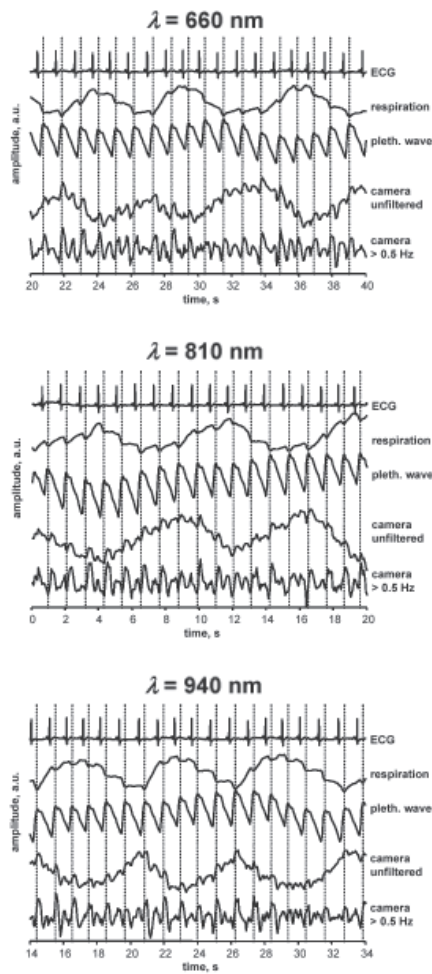 λ = 660 nm
amplitude, a.u.
ECG
respiration
pleth. wave
camera
unfiltered
camera
> 0.5 Hz
20 22 24 26 28 30 32 34 36 38 40
time, s
λ = 810 nm
amplitude, a.u.
ECG
respiration
pleth. wave
camera
unfiltered
camera
> 0.5 Hz
0 2 4 6 8 10 12 14 16 18 20
time, s
λ = 940 nm
amplitude, a.u.
ECG
respiration
pleth. wave
camera
unfiltered
camera
> 0.5 Hz
14 16 18 20 22 24 26 28 30 32 34
time, s